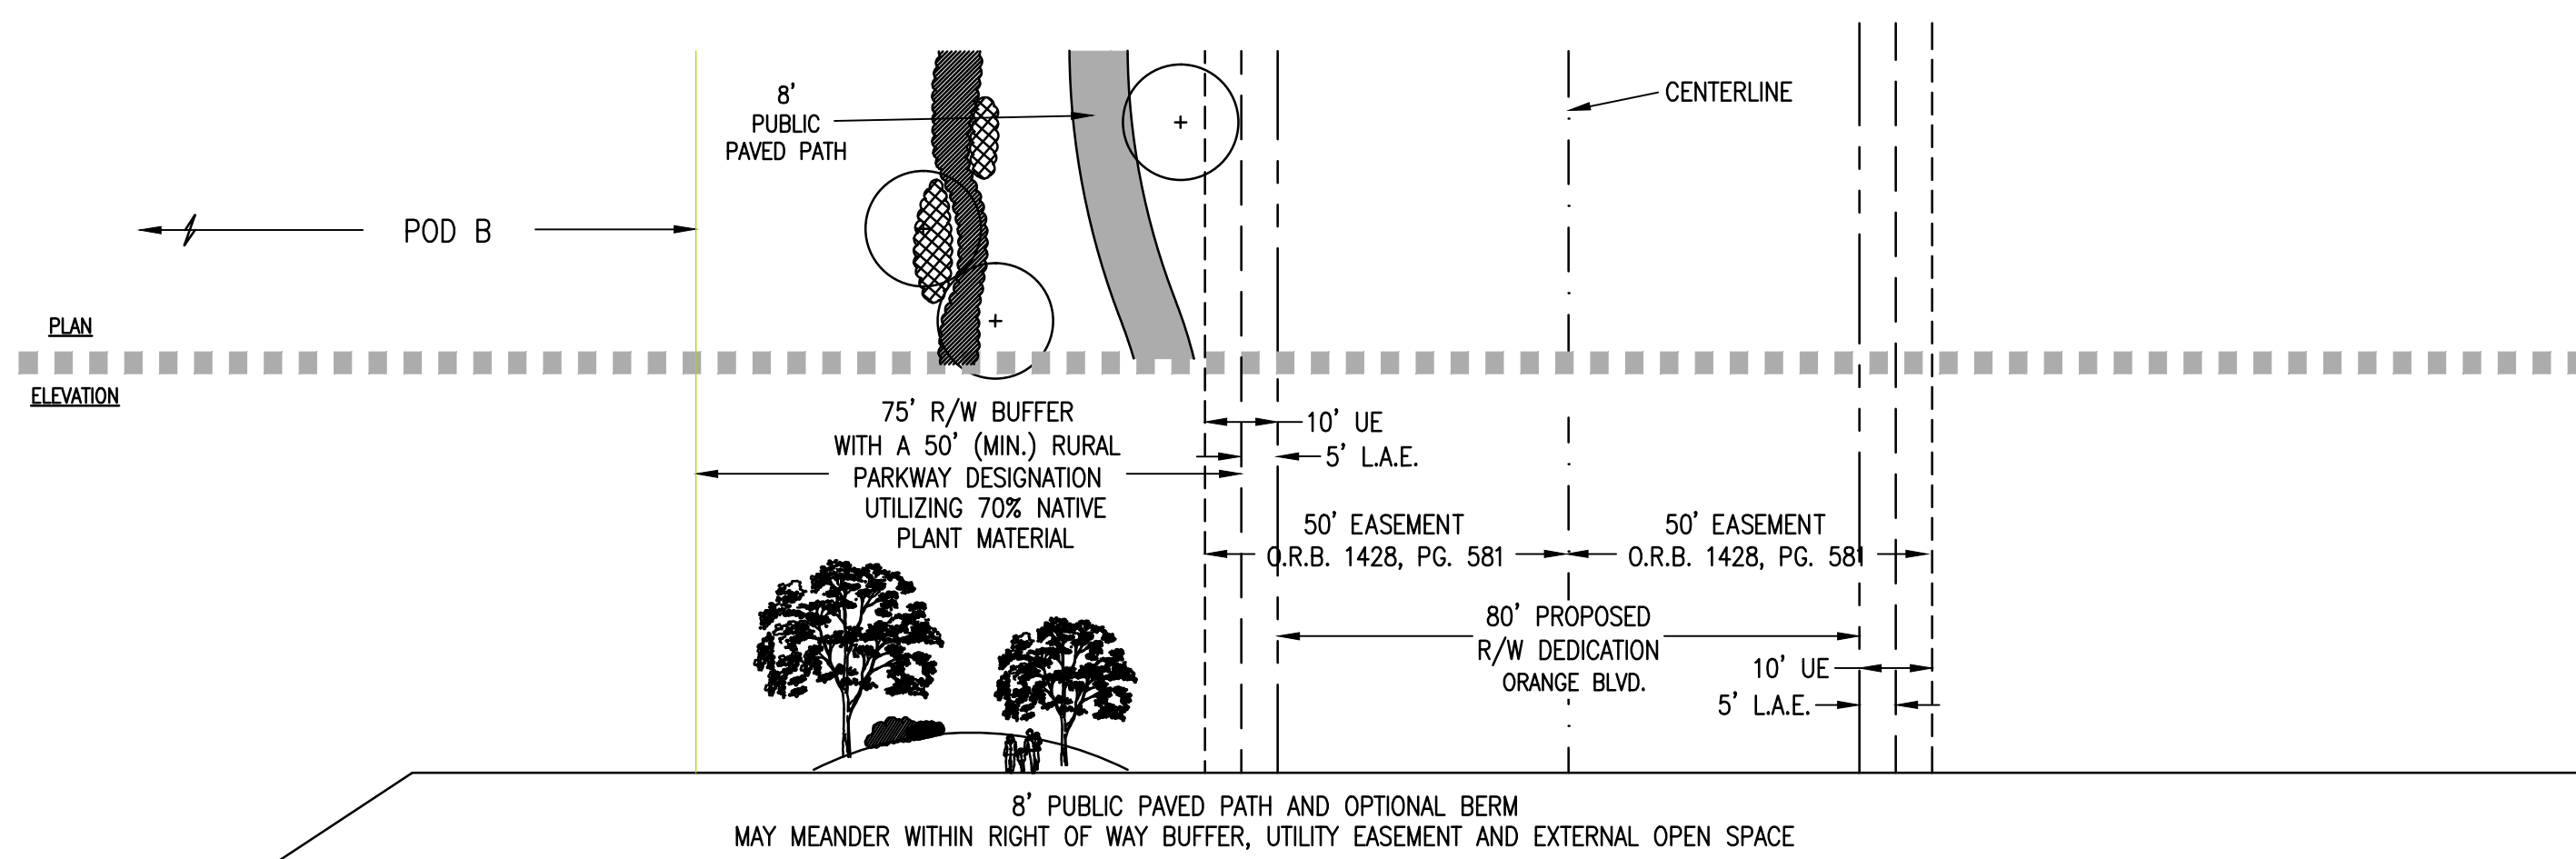 8'
PUBLIC
PAVED PATH
CENTERLINE
POD B
PLAN
ELEVATION
75' R/W BUFFER
WITH A 50' (MIN.) RURAL
PARKWAY DESIGNATION
UTILIZING 70% NATIVE
PLANT MATERIAL
10' UE
5' L.A.E.
50' EASEMENT
O.R.B. 1428, PG. 581
50' EASEMENT
O.R.B. 1428, PG. 581
80' PROPOSED
R/W DEDICATION
ORANGE BLVD.
10' UE
5' L.A.E.
8' PUBLIC PAVED PATH AND OPTIONAL BERM
MAY MEANDER WITHIN RIGHT OF WAY BUFFER, UTILITY EASEMENT AND EXTERNAL OPEN SPACE